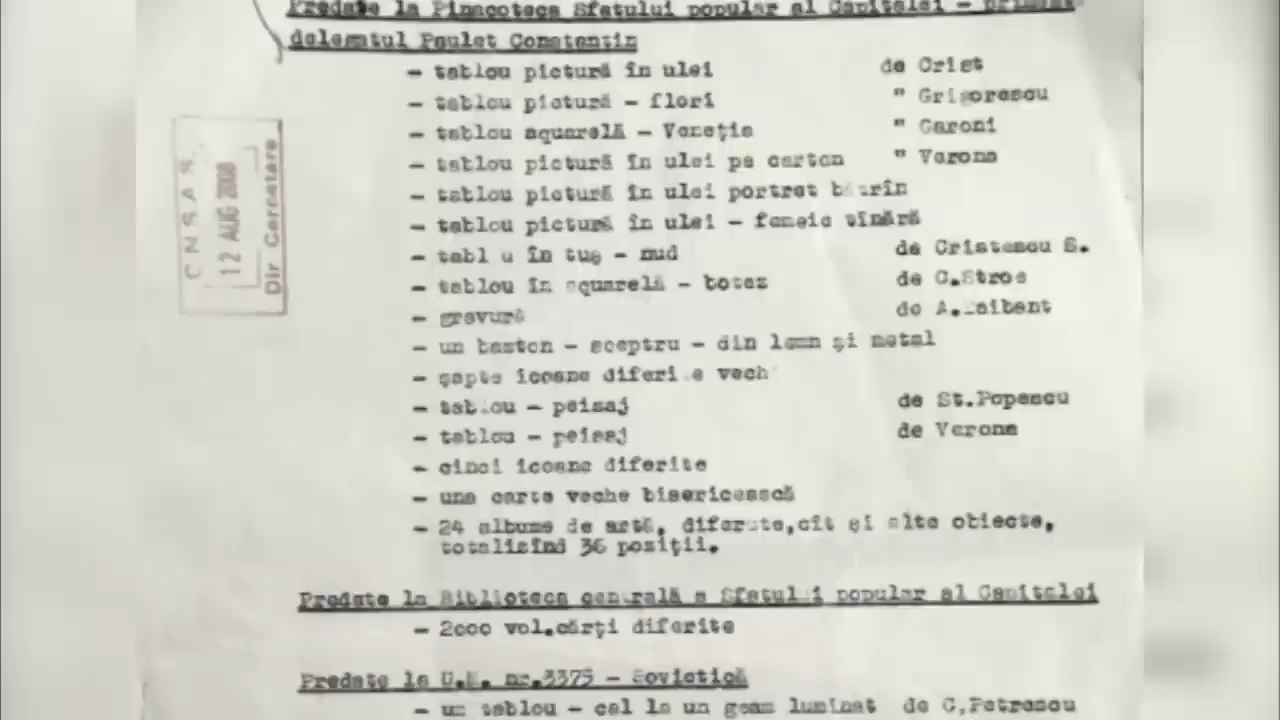 Predate la Pinacoteca Sfatului popular al Capitalei - primit
delegatul Paulet Constantin
- tablou pictură în ulei de Crist
- tablou pictură - flori " Grigorescu
- tablou aquarelă - Veneția " Caroni
- tablou pictură în ulei pe carton " Verona
- tablou pictură în ulei portret bătrîn
- tablou pictură în ulei - femeie tînără
- tabl u în tuș - nud de Cristescu S.
- tablou în aquarelă - botez de C.Stroe
- gravură de A.
- un baston - sceptru - din lemn și metal
- șapte icoane diferite vechi
- tablou - peisaj de St.Popescu
- tablou - peisaj de Verona
- cinci icoane diferite
- una carte veche bisericească
- 24 albume de artă, diferite,cît și alte obiecte,
totalizînd 36 poziții.
Predate la Biblioteca centrală a Sfatului popular al Capitalei
- 2000 vol.cărți diferite
Predate la U.M. nr.3379 - Sovietică
- un tablou - cal la un geam luminat de C.Petrescu
CNSAS
12 AUG 2008
Dir Cercetare